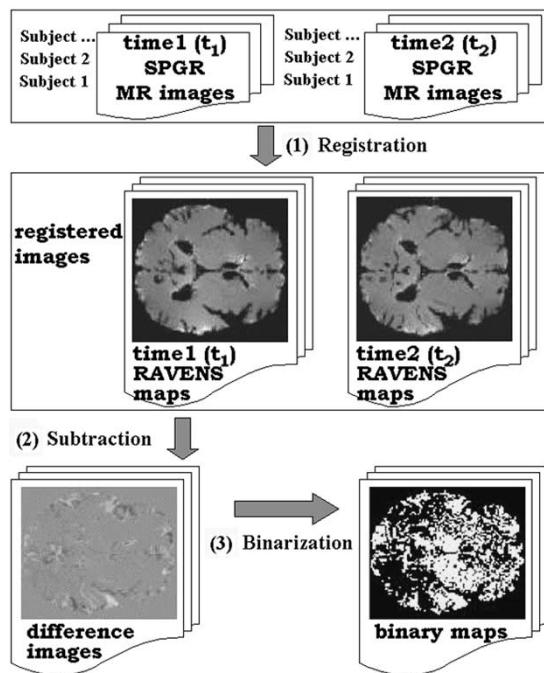 Subject ...
Subject 2
Subject 1
time1 (t1)
SPGR
MR images
Subject ...
Subject 2
Subject 1
time2 (t2)
SPGR
MR images
(1) Registration
registered
images
time1 (t1)
RAVENS
maps
time2 (t2)
RAVENS
maps
(2) Subtraction
(3) Binarization
difference
images
binary maps